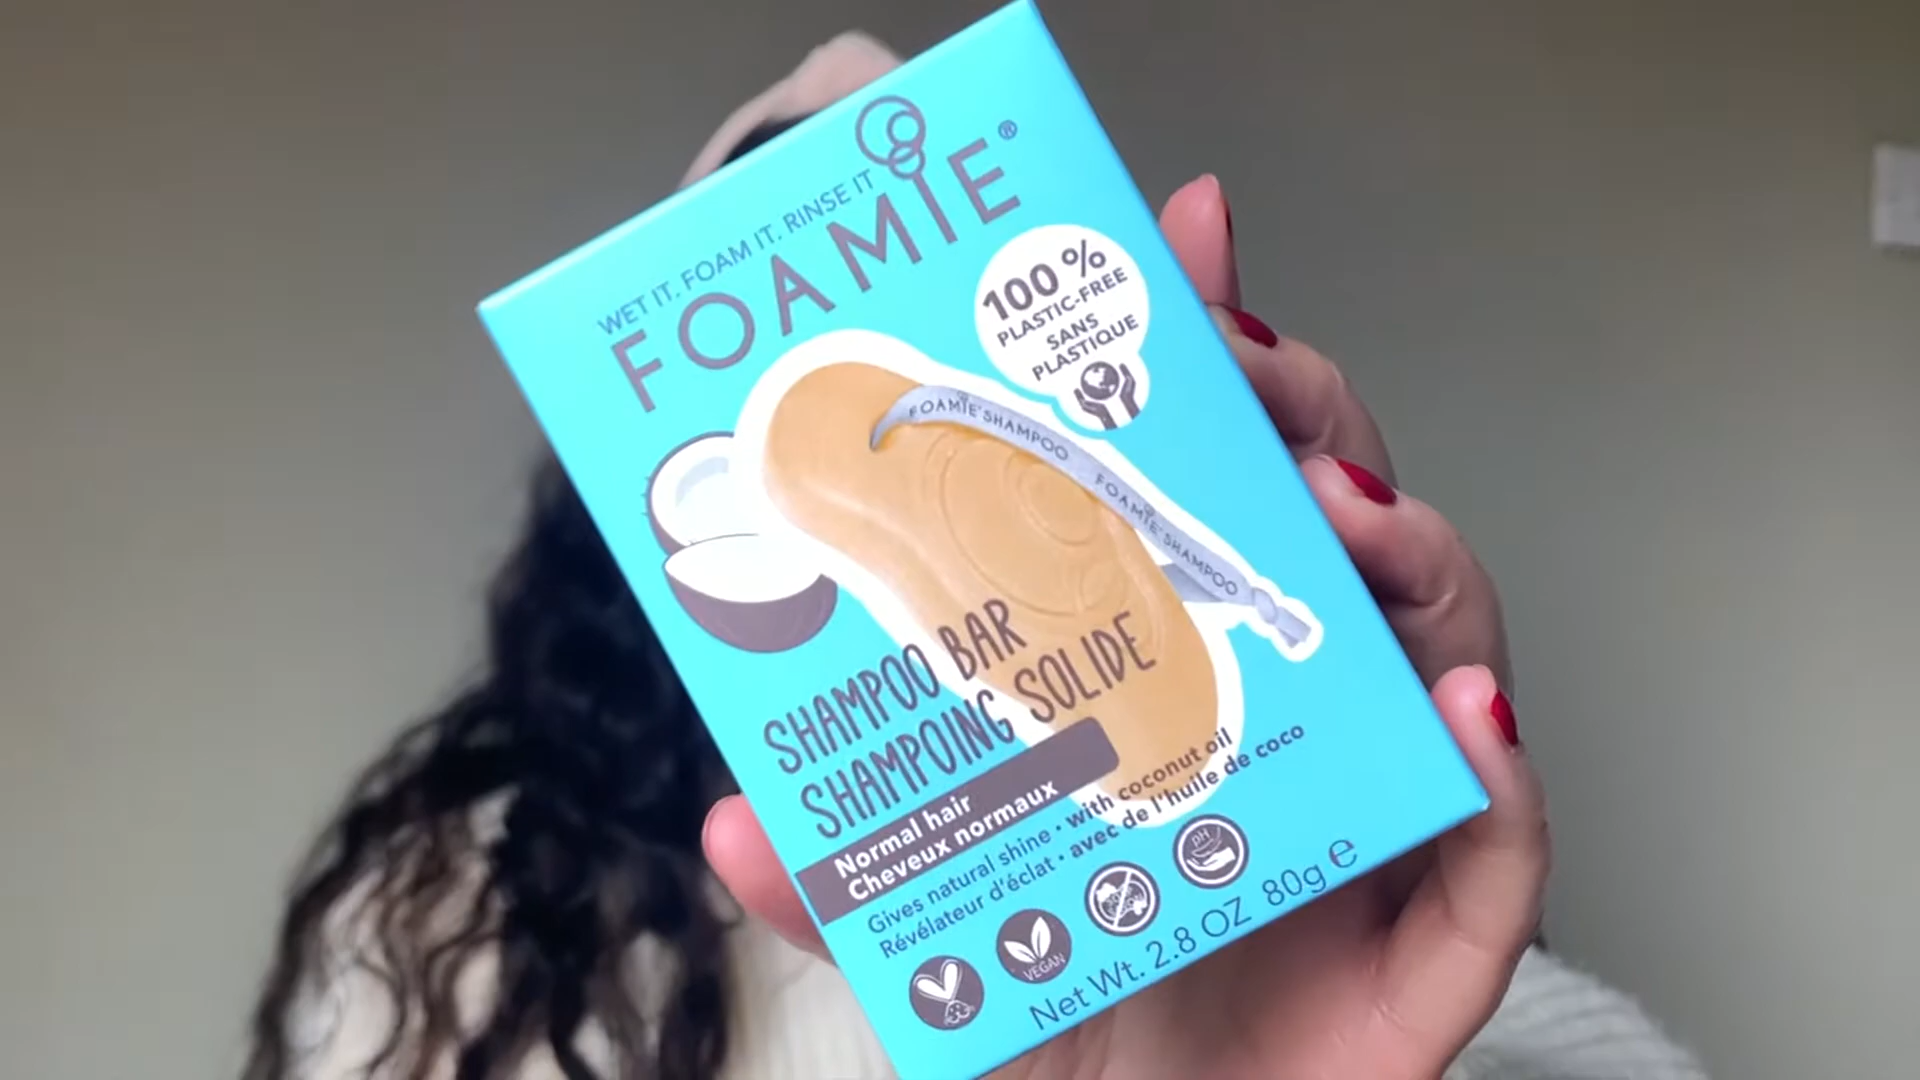 WET IT. FOAM IT. RINSE IT
FOAMIE®
100 %
PLASTIC-FREE
SANS
PLASTIQUE
FOAMIE SHAMPOO FOAMIE SHAMPOO
SHAMPOO BAR
SHAMPOING SOLIDE
Normal hair
Cheveux normaux
Gives natural shine • with coconut oil
Révélateur d'éclat • avec de l'huile de coco
VEGAN
pH
Net Wt. 2.8 OZ 80g e